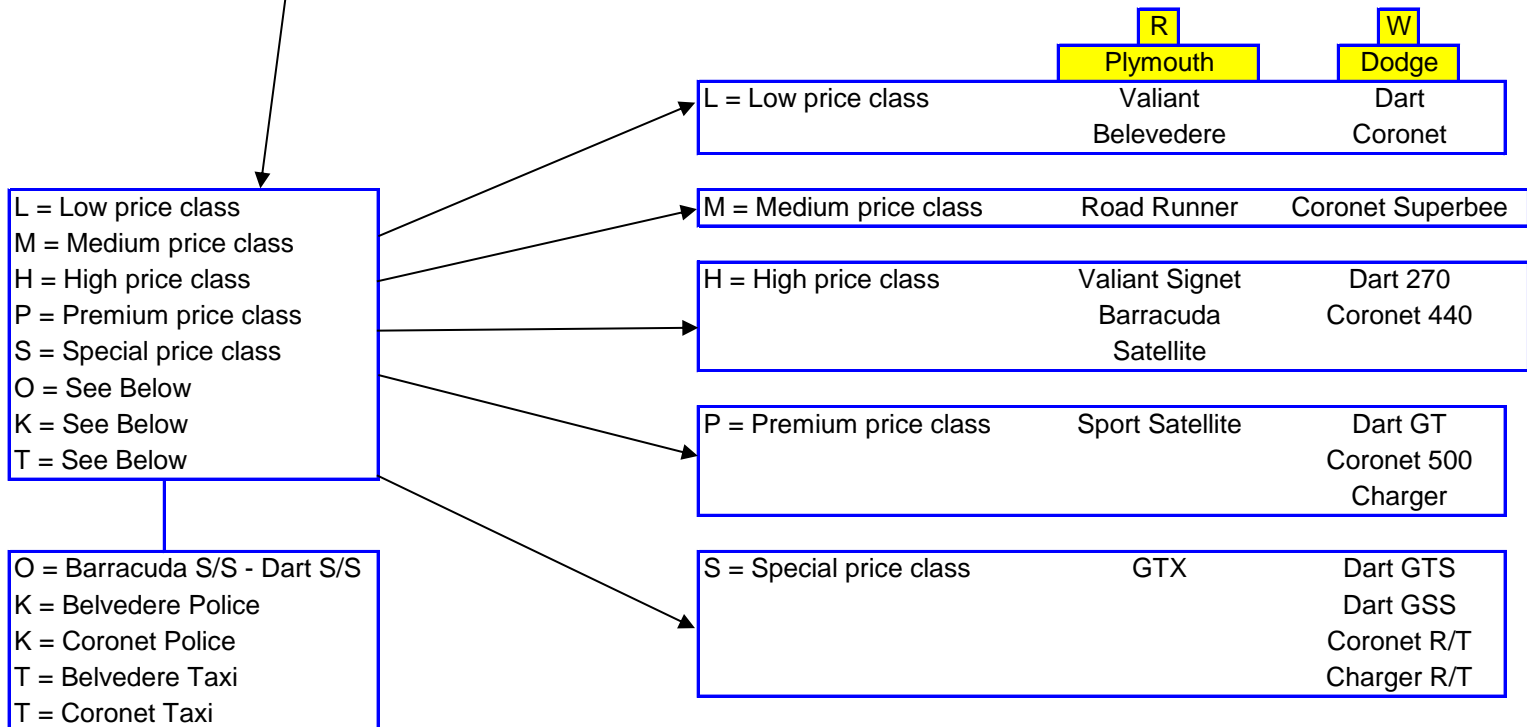 R W
Plymouth Dodge
L = Low price class Valiant Dart
Belevedere Coronet
L = Low price class
M = Medium price class
H = High price class
P = Premium price class
S = Special price class
O = See Below
K = See Below
T = See Below
M = Medium price class Road Runner Coronet Superbee
H = High price class Valiant Signet Dart 270
Barracuda Coronet 440
Satellite
P = Premium price class Sport Satellite Dart GT
Coronet 500
Charger
O = Barracuda S/S - Dart S/S
K = Belvedere Police
K = Coronet Police
T = Belvedere Taxi
T = Coronet Taxi
S = Special price class GTX Dart GTS
Dart GSS
Coronet R/T
Charger R/T